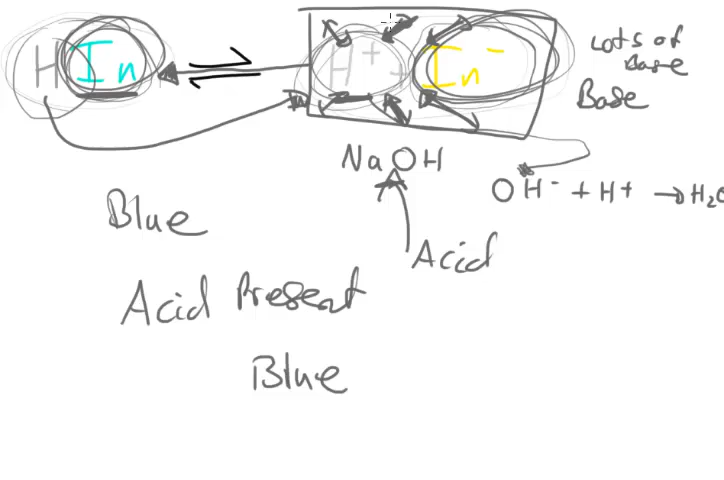 HIn ⇌ H+ + In-
Lots of
Base
Base
NaOH
OH- + H+ → H2O
Blue
Acid
Acid Present
Blue